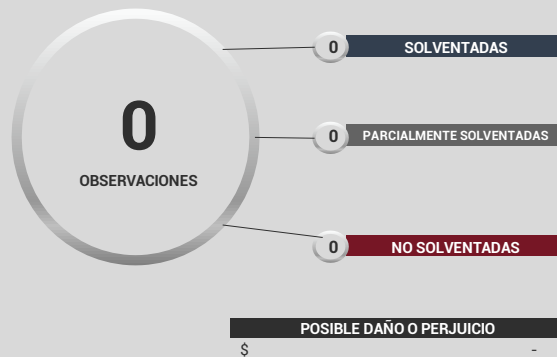 0
OBSERVACIONES
0 SOLVENTADAS
0 PARCIALMENTE SOLVENTADAS
0 NO SOLVENTADAS
POSIBLE DAÑO O PERJUICIO
$ -